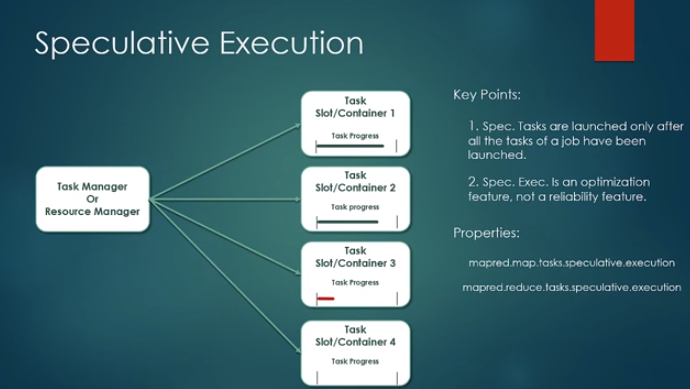 Speculative Execution
Task Manager
Or
Resource Manager
Task
Slot/Container 1
Task Progress
Task
Slot/Container 2
Task progress
Task
Slot/Container 3
Task Progress
Task
Slot/Container 4
Task Progress
Key Points:
1. Spec. Tasks are launched only after
all the tasks of a job have been
launched.
2. Spec. Exec. Is an optimization
feature, not a reliability feature.
Properties:
mapred.map.tasks.speculative.execution
mapred.reduce.tasks.speculative.execution